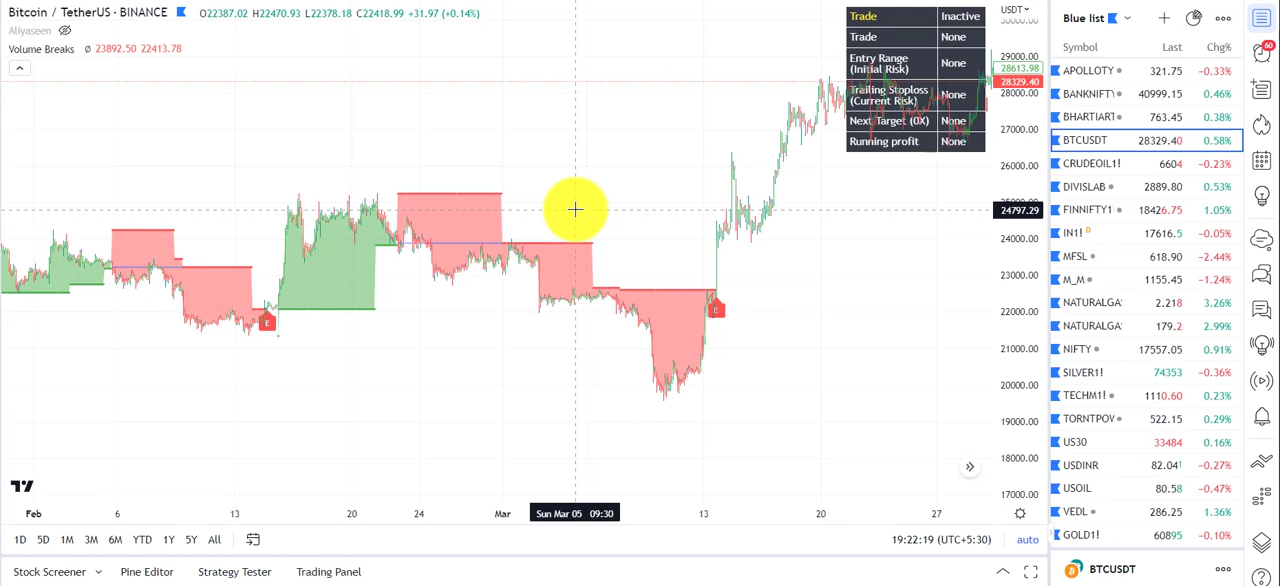 Bitcoin / TetherUS · BINANCE O22387.02 H22470.93 L22378.18 C22418.99 +31.97 (+0.14%)
Aliyaseen
Volume Breaks ø 23892.50 22413.78
Trade Inactive
Trade None
Entry Range
(Initial Risk) None
Trailing Stoploss
(Current Risk) None
Next Target (0X) None
Running profit None
USDT
30000.00
29000.00
28613.98
28329.40
28000.00
27000.00
26000.00
24797.29
24000.00
23000.00
22000.00
21000.00
20000.00
19000.00
18000.00
17000.00
E
E
Feb 6 13 20 24 Mar Sun Mar 05 09:30 13 20 27
1D 5D 1M 3M 6M YTD 1Y 5Y All 19:22:19 (UTC+5:30) auto
Stock Screener Pine Editor Strategy Tester Trading Panel
Blue list
Symbol Last Chg%
APOLLOTY 321.75 −0.33%
BANKNIFTY 40999.15 0.46%
BHARTIART 763.45 0.38%
BTCUSDT 28329.40 0.58%
CRUDEOIL1! 6604 −0.23%
DIVISLAB 2889.80 0.53%
FINNIFTY1 18426.75 1.05%
IN1! D 17616.5 −0.05%
MFSL 618.90 −2.44%
M_M 1155.45 −1.24%
NATURALGA 2.218 3.26%
NATURALGA 179.2 2.99%
NIFTY 17557.05 0.91%
SILVER1! 74353 −0.36%
TECHM1! 1110.60 0.23%
TORNTPOV 522.15 0.29%
US30 33484 0.16%
USDINR 82.041 −0.27%
USOIL 80.58 −0.47%
VEDL 286.25 1.36%
GOLD1! 60895 −0.10%
BTCUSDT
60